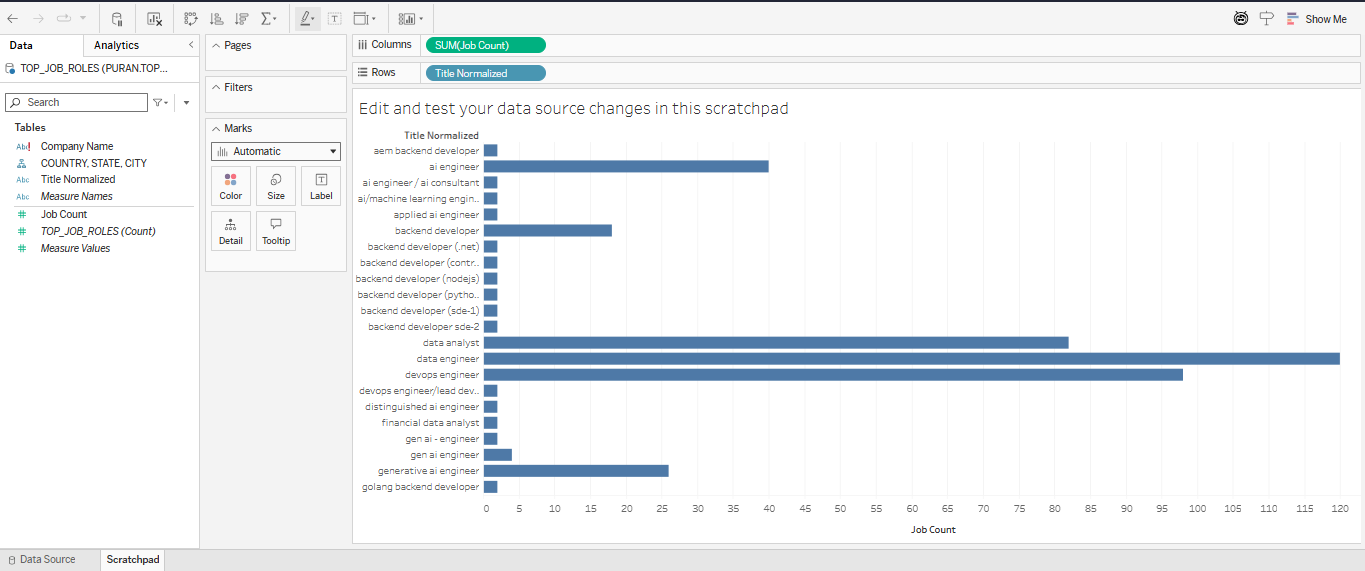 Show Me
Data
Analytics
TOP_JOB_ROLES (PURAN.TOP...
Search
Tables
Abc! Company Name
COUNTRY, STATE, CITY
Abc Title Normalized
Abc Measure Names
# Job Count
# TOP_JOB_ROLES (Count)
# Measure Values
Pages
Filters
Marks
Automatic
Color
Size
Label
Detail
Tooltip
Columns
SUM(Job Count)
Rows
Title Normalized
Edit and test your data source changes in this scratchpad
Title Normalized
aem backend developer
ai engineer
ai engineer / ai consultant
ai/machine learning engin..
applied ai engineer
backend developer
backend developer (.net)
backend developer (contr..
backend developer (nodejs)
backend developer (pytho..
backend developer (sde-1)
backend developer sde-2
data analyst
data engineer
devops engineer
devops engineer/lead dev..
distinguished ai engineer
financial data analyst
gen ai - engineer
gen ai engineer
generative ai engineer
golang backend developer
0 5 10 15 20 25 30 35 40 45 50 55 60 65 70 75 80 85 90 95 100 105 110 115 120
Job Count
Data Source
Scratchpad